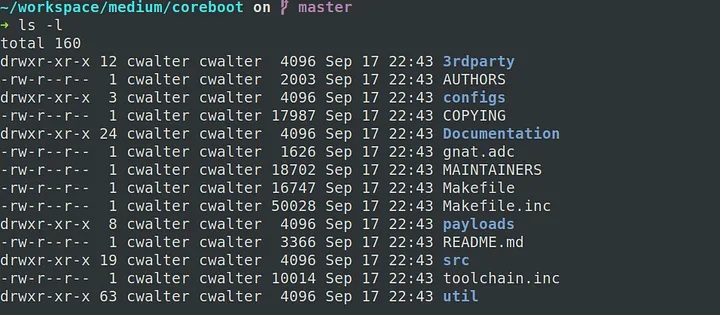 ~/workspace/medium/coreboot on master
→ ls -l
total 160
drwxr-xr-x 12 cwalter cwalter  4096 Sep 17 22:43 3rdparty
-rw-r--r--  1 cwalter cwalter  2003 Sep 17 22:43 AUTHORS
drwxr-xr-x  3 cwalter cwalter  4096 Sep 17 22:43 configs
-rw-r--r--  1 cwalter cwalter 17987 Sep 17 22:43 COPYING
drwxr-xr-x 24 cwalter cwalter  4096 Sep 17 22:43 Documentation
-rw-r--r--  1 cwalter cwalter  1626 Sep 17 22:43 gnat.adc
-rw-r--r--  1 cwalter cwalter 18702 Sep 17 22:43 MAINTAINERS
-rw-r--r--  1 cwalter cwalter 16747 Sep 17 22:43 Makefile
-rw-r--r--  1 cwalter cwalter 50028 Sep 17 22:43 Makefile.inc
drwxr-xr-x  8 cwalter cwalter  4096 Sep 17 22:43 payloads
-rw-r--r--  1 cwalter cwalter  3366 Sep 17 22:43 README.md
drwxr-xr-x 19 cwalter cwalter  4096 Sep 17 22:43 src
-rw-r--r--  1 cwalter cwalter 10014 Sep 17 22:43 toolchain.inc
drwxr-xr-x 63 cwalter cwalter  4096 Sep 17 22:43 util